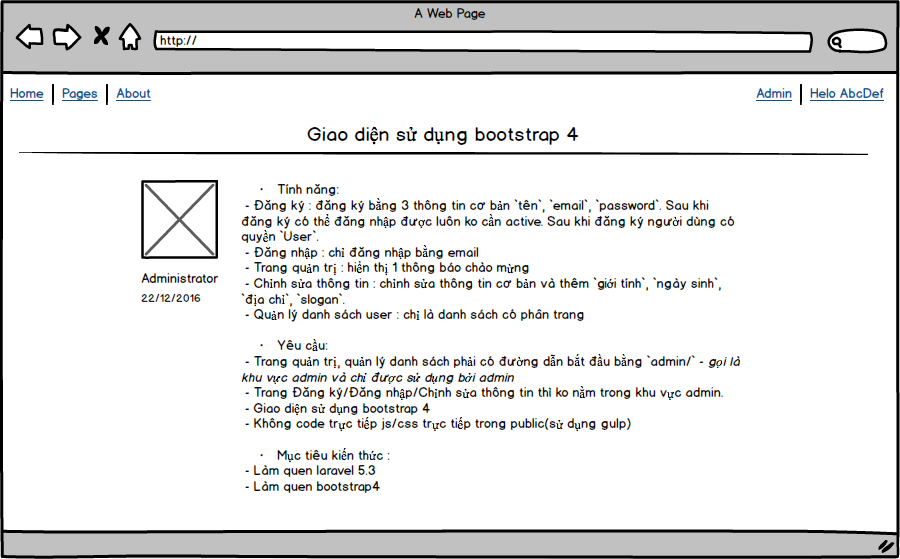 A Web Page
http://
Home Pages About Admin Helo AbcDef
Giao diện sử dụng bootstrap 4
Administrator
22/12/2016
· Tính năng:
- Đăng ký : đăng ký bằng 3 thông tin cơ bản `tên`, `email`, `password`. Sau khi
đăng ký có thể đăng nhập được luôn ko cần active. Sau khi đăng ký người dùng có
quyền `User`.
- Đăng nhập : chỉ đăng nhập bằng email
- Trang quản trị : hiển thị 1 thông báo chào mừng
- Chỉnh sửa thông tin : chỉnh sửa thông tin cơ bản và thêm `giới tính`, `ngày sinh`,
`địa chỉ`, `slogan`.
- Quản lý danh sách user : chị là danh sách có phân trang
· Yêu cầu:
- Trang quản trị, quản lý danh sách phải có đường dẫn bắt đầu bằng `admin/` - gọi là
khu vực admin và chỉ được sử dụng bởi admin
- Trang Đăng ký/Đăng nhập/Chỉnh sửa thông tin thì ko nằm trong khu vực admin.
- Giao diện sử dụng bootstrap 4
- Không code trực tiếp js/css trực tiếp trong public(sử dụng gulp)
· Mục tiêu kiến thức :
- Làm quen laravel 5.3
- Làm quen bootstrap4